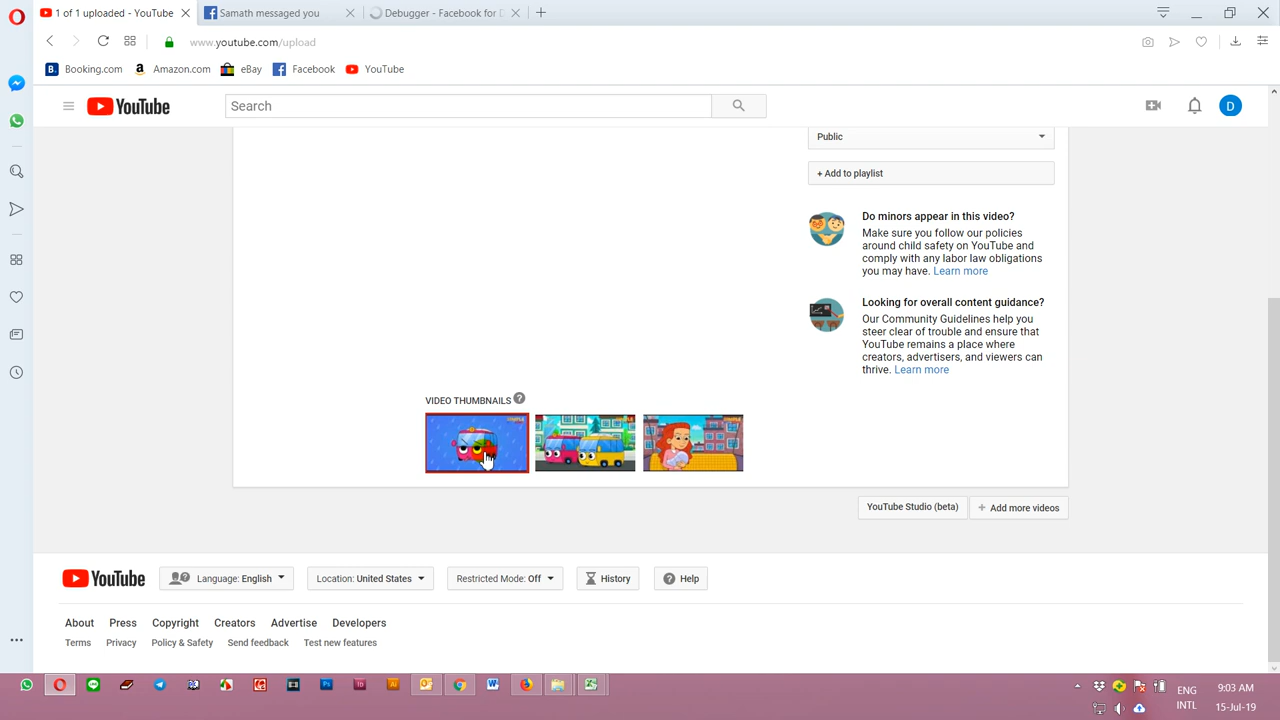 1 of 1 uploaded - YouTube
Samath messaged you
Debugger - Facebook for D
www.youtube.com/upload
Booking.com
Amazon.com
eBay
Facebook
YouTube
YouTube
Search
D
Public
+ Add to playlist
Do minors appear in this video?
Make sure you follow our policies
around child safety on YouTube and
comply with any labor law obligations
you may have. Learn more
Looking for overall content guidance?
Our Community Guidelines help you
steer clear of trouble and ensure that
YouTube remains a place where
creators, advertisers, and viewers can
thrive. Learn more
VIDEO THUMBNAILS
YouTube Studio (beta)
+ Add more videos
YouTube
Language: English
Location: United States
Restricted Mode: Off
History
Help
About
Press
Copyright
Creators
Advertise
Developers
Terms
Privacy
Policy & Safety
Send feedback
Test new features
ENG
INTL
9:03 AM
15-Jul-19